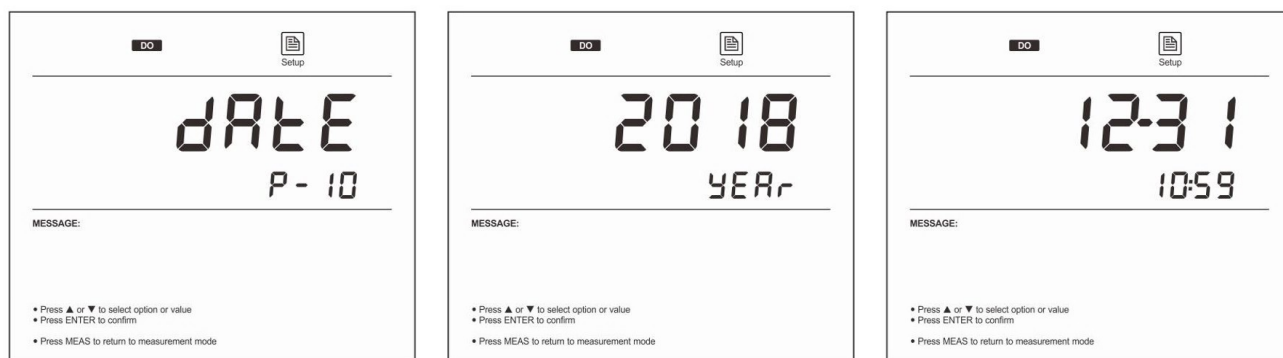 DO
Setup
dAtE
P- 10
MESSAGE:
• Press ▲ or ▼ to select option or value
• Press ENTER to confirm
• Press MEAS to return to measurement mode
DO
Setup
2018
YEAr
MESSAGE:
• Press ▲ or ▼ to select option or value
• Press ENTER to confirm
• Press MEAS to return to measurement mode
DO
Setup
12-31
10:59
MESSAGE:
• Press ▲ or ▼ to select option or value
• Press ENTER to confirm
• Press MEAS to return to measurement mode